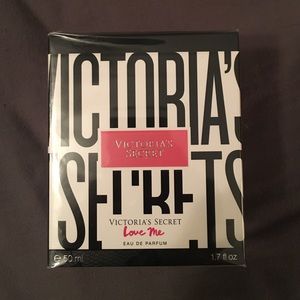 VICTORIA'S
VICTORIA'S
SECRET
SECRETS
VICTORIA'S SECRET
Love Me
EAU DE PARFUM
e 50 ml
1.7 fl oz